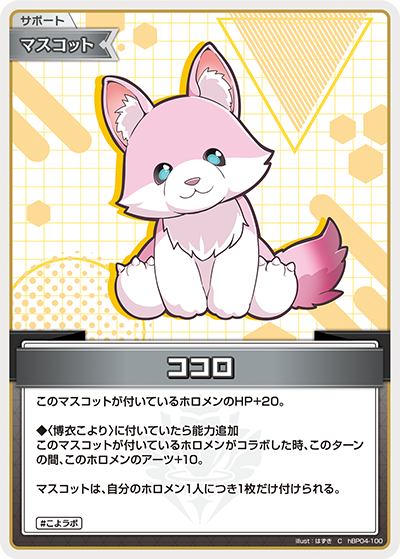 サポート
マスコット
ココロ
このマスコットが付いているホロメンのHP+20。
◆〈博衣こより〉に付いていたら能力追加
このマスコットが付いているホロメンがコラボした時、このターン
の間、このホロメンのアーツ+10。
マスコットは、自分のホロメン1人につき1枚だけ付けられる。
#こよラボ
illust：はずき C hBP04-100